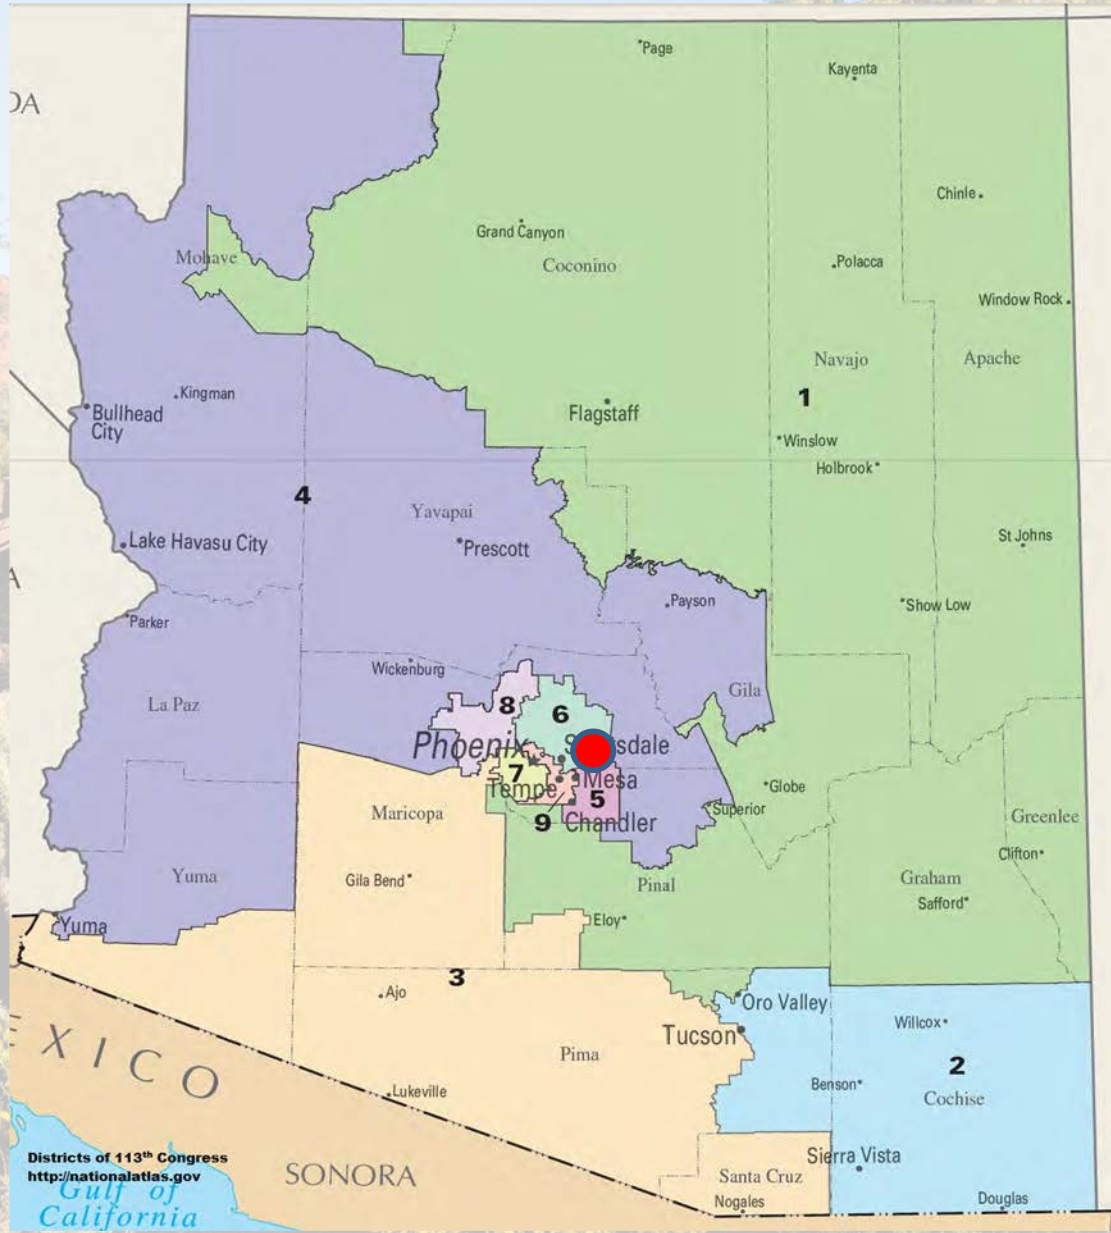 Page
Kayenta
DA
Chinle
Grand Canyon
Mohave
Coconino
Polacca
Window Rock
Navajo
Apache
Kingman
1
Bullhead
City
Flagstaff
Winslow
Holbrook
4
Yavapai
St Johns
Lake Havasu City
Prescott
A
Payson
Show Low
Parker
Wickenburg
Gila
La Paz
8
6
Phoenix
sdale
7
Tempe
Mesa
Globe
5
Superior
Maricopa
9
Chandler
Greenlee
Clifton
Yuma
Gila Bend
Pinal
Graham
Safford
Yuma
Eloy
3
Ajo
Oro Valley
Tucson
Willcox
EXICO
Pima
2
Benson
Cochise
Lukeville
Districts of 113th Congress
http://nationalatlas.gov
Sierra Vista
SONORA
Santa Cruz
Gulf of
California
Nogales
Douglas